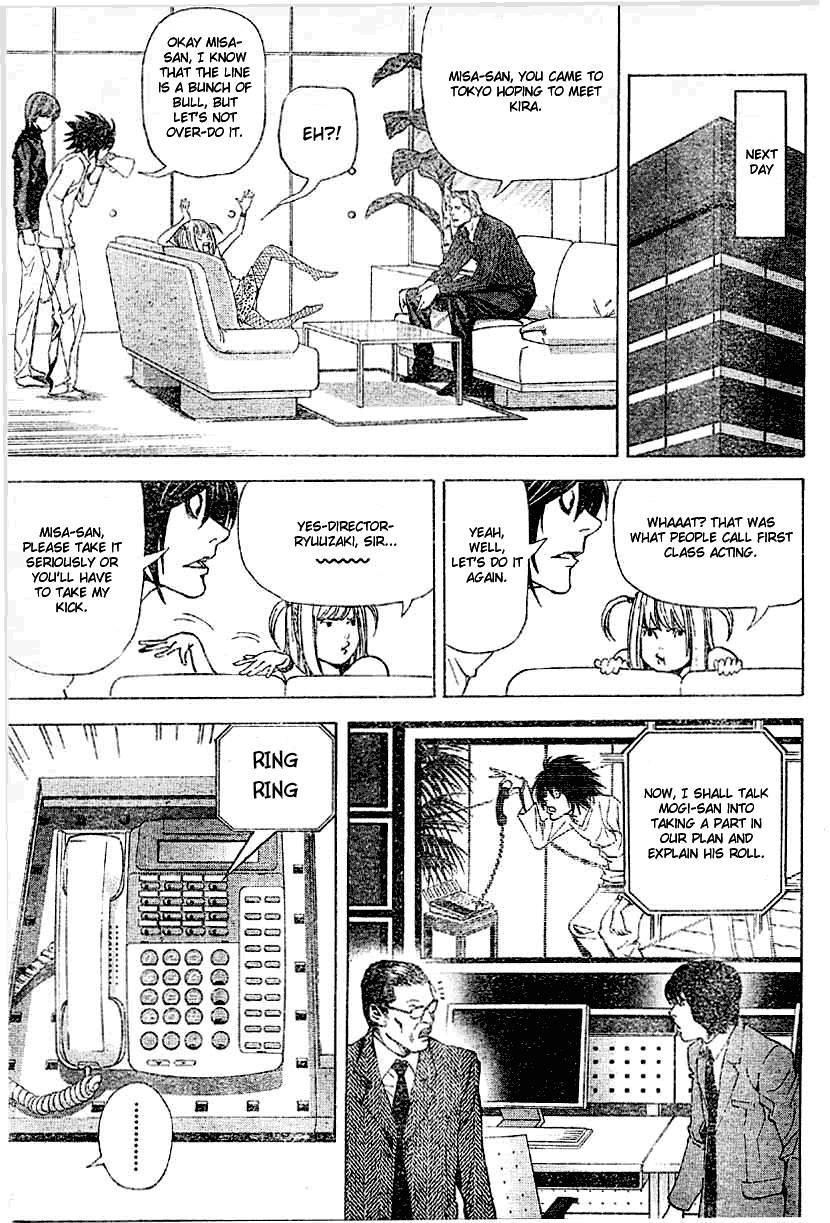 NEXT
DAY
MISA-SAN, YOU CAME TO
TOKYO HOPING TO MEET
KIRA.
EH?!
OKAY MISA-
SAN, I KNOW
THAT THE LINE
IS A BUNCH OF
BULL, BUT
LET'S NOT
OVER-DO IT.
WHAAAT? THAT WAS
WHAT PEOPLE CALL FIRST
CLASS ACTING.
YEAH,
WELL,
LET'S DO IT
AGAIN.
YES-DIRECTOR-
RYUUZAKI, SIR...
MISA-SAN,
PLEASE TAKE IT
SERIOUSLY OR
YOU'LL HAVE
TO TAKE MY
KICK.
NOW, I SHALL TALK
MOGI-SAN INTO
TAKING A PART IN
OUR PLAN AND
EXPLAIN HIS ROLL.
RING
RING
.........